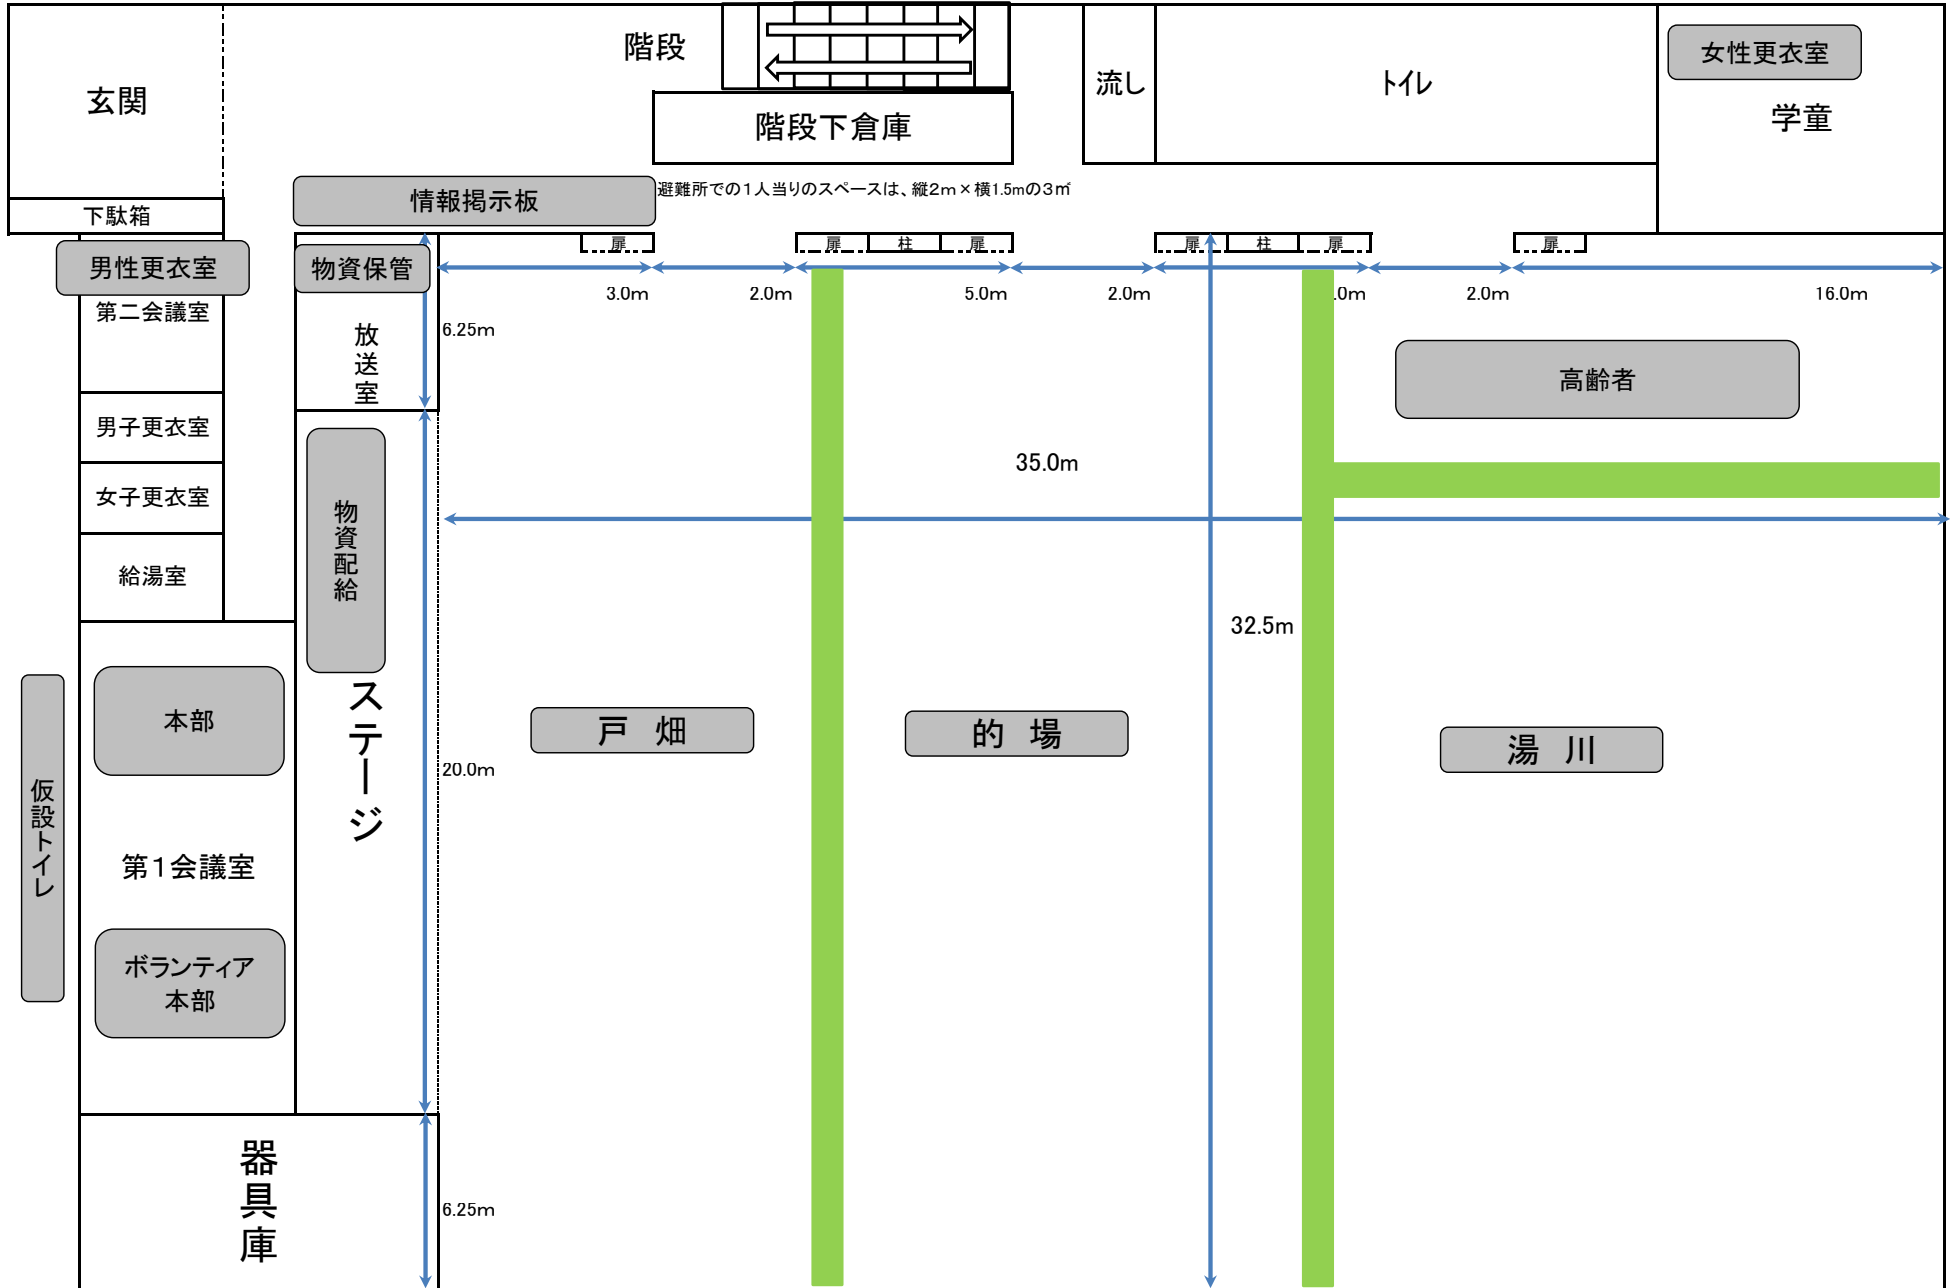 階段
女性更衣室
玄関
流し
トイレ
学童
階段下倉庫
情報掲示板
避難所での1人当りのスペースは、縦2m×横1.5mの3㎡
下駄箱
扉
扉
柱
扉
扉
柱
扉
扉
男性更衣室
物資保管
3.0m
2.0m
5.0m
2.0m
.0m
2.0m
16.0m
第二会議室
放送室
6.25m
高齢者
男子更衣室
35.0m
女子更衣室
物資配給
給湯室
32.5m
本部
ステージ
戸 畑
的 場
湯 川
20.0m
仮設トイレ
第1会議室
ボランティア
本部
器具庫
6.25m